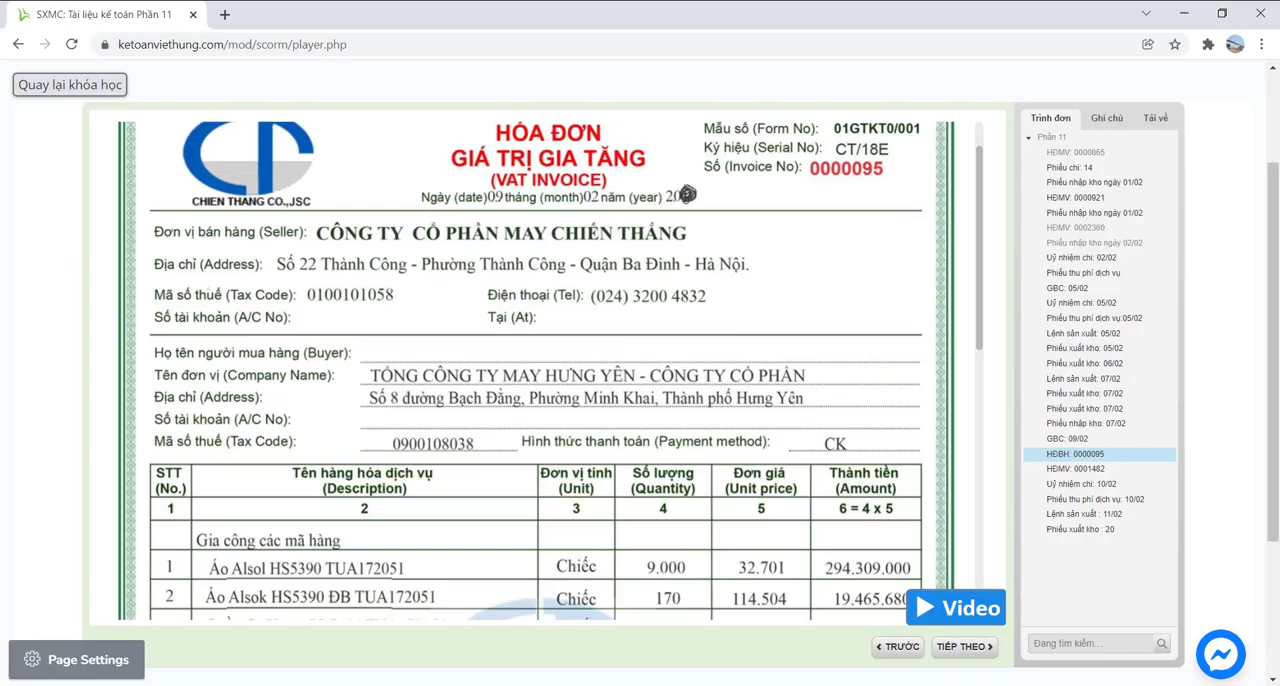 SXMC: Tài liệu kế toán Phần 11
ketoanviethung.com/mod/scorm/player.php
Quay lại khóa học
CHIEN THANG CO.,JSC
HÓA ĐƠN
GIÁ TRỊ GIA TĂNG
(VAT INVOICE)
Ngày (date)09 tháng (month)02 năm (year)
Mẫu số (Form No): 01GTKT0/001
Ký hiệu (Serial No): CT/18E
Số (Invoice No): 0000095
Đơn vị bán hàng (Seller): CÔNG TY CỔ PHẦN MAY CHIẾN THẮNG
Địa chỉ (Address): Số 22 Thành Công - Phường Thành Công - Quận Ba Đình - Hà Nội.
Mã số thuế (Tax Code): 0100101058 Điện thoại (Tel): (024) 3200 4832
Số tài khoản (A/C No): Tại (At):
Họ tên người mua hàng (Buyer):
Tên đơn vị (Company Name): TỔNG CÔNG TY MAY HƯNG YÊN - CÔNG TY CỔ PHẦN
Địa chỉ (Address): Số 8 đường Bạch Đằng, Phường Minh Khai, Thành phố Hưng Yên
Số tài khoản (A/C No):
Mã số thuế (Tax Code): 0900108038 Hình thức thanh toán (Payment method): CK
STT Tên hàng hóa dịch vụ Đơn vị tính Số lượng Đơn giá Thành tiền
(No.) (Description) (Unit) (Quantity) (Unit price) (Amount)
1 2 3 4 5 6 = 4 x 5
Gia công các mã hàng
1 Áo Alsol HS5390 TUA172051 Chiếc 9.000 32.701 294.309.000
2 Áo Alsok HS5390 ĐB TUA172051 Chiếc 170 114.504 19.465.680
Video
TRƯỚC TIẾP THEO
Page Settings
Trình đơn Ghi chú Tải về
Phần 11
HĐMV: 0000865
Phiếu chi: 14
Phiếu nhập kho ngày 01/02
HĐMV: 0000921
Phiếu nhập kho ngày 01/02
HĐMV: 0002360
Phiếu nhập kho ngày 02/02
Uỷ nhiệm chi: 02/02
Phiếu thu phí dịch vụ
GBC: 05/02
Uỷ nhiệm chi: 05/02
Phiếu thu phí dịch vụ:05/02
Lệnh sản xuất: 05/02
Phiếu xuất kho: 05/02
Phiếu xuất kho: 06/02
Lệnh sản xuất: 07/02
Phiếu xuất kho: 07/02
Phiếu xuất kho: 07/02
Phiếu nhập kho: 07/02
GBC: 09/02
HĐBH: 0000095
HĐMV: 0001482
Uỷ nhiệm chi: 10/02
Phiếu thu phí dịch vụ: 10/02
Lệnh sản xuất : 11/02
Phiếu xuất kho : 20
Đang tìm kiếm...